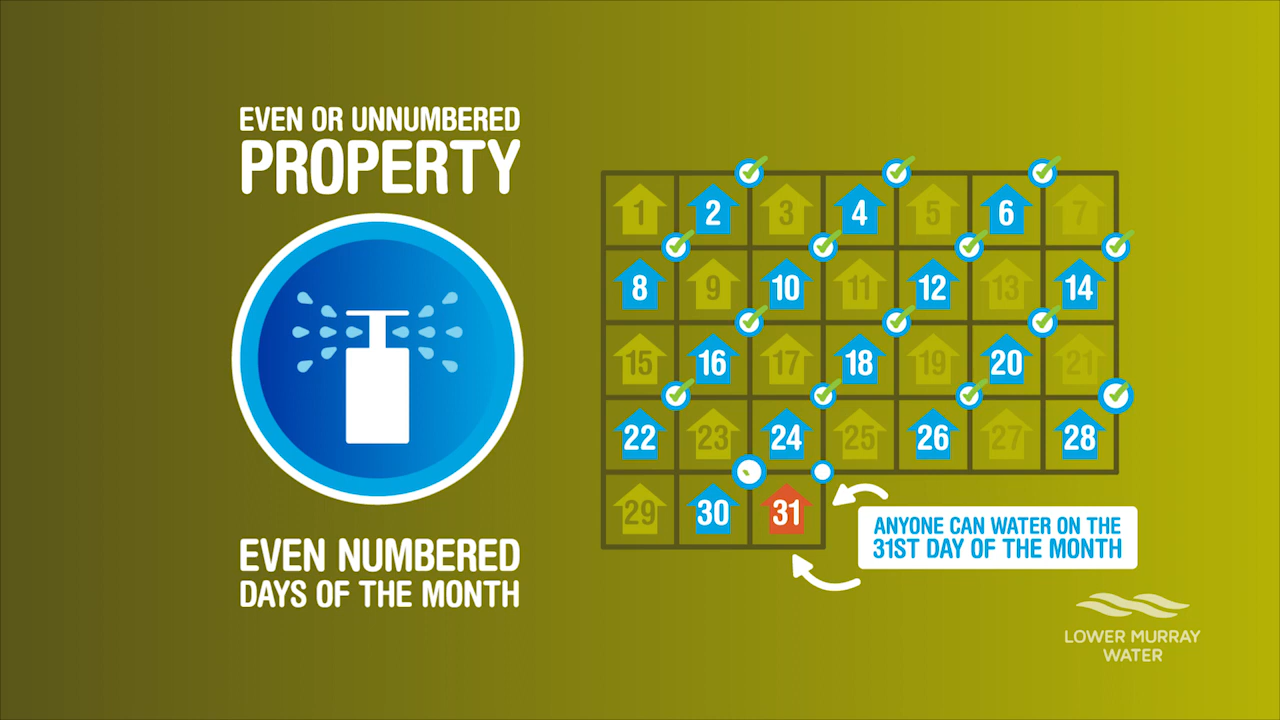 EVEN OR UNNUMBERED
PROPERTY
EVEN NUMBERED
DAYS OF THE MONTH
1 2 3 4 5 6 7
8 9 10 11 12 13 14
15 16 17 18 19 20 21
22 23 24 25 26 27 28
29 30 31
ANYONE CAN WATER ON THE
31ST DAY OF THE MONTH
LOWER MURRAY
WATER